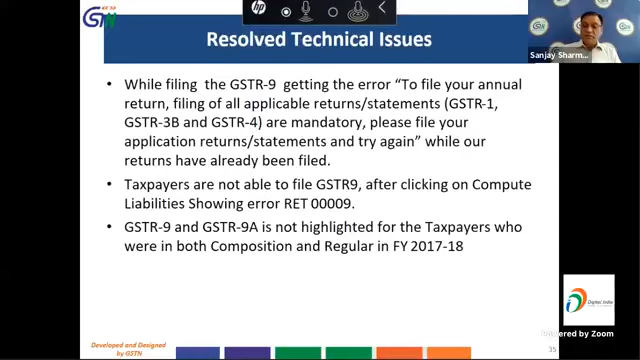 GSTN
hp
Resolved Technical Issues
Sanjay Sharm...
• While filing the GSTR-9 getting the error “To file your annual
return, filing of all applicable returns/statements (GSTR-1,
GSTR-3B and GSTR-4) are mandatory, please file your
application returns/statements and try again” while our
returns have already been filed.
• Taxpayers are not able to file GSTR9, after clicking on Compute
Liabilities Showing error RET 00009.
• GSTR-9 and GSTR-9A is not highlighted for the Taxpayers who
were in both Composition and Regular in FY 2017-18
Digital India
Powered by Zoom
Developed and Designed
by GSTN
35